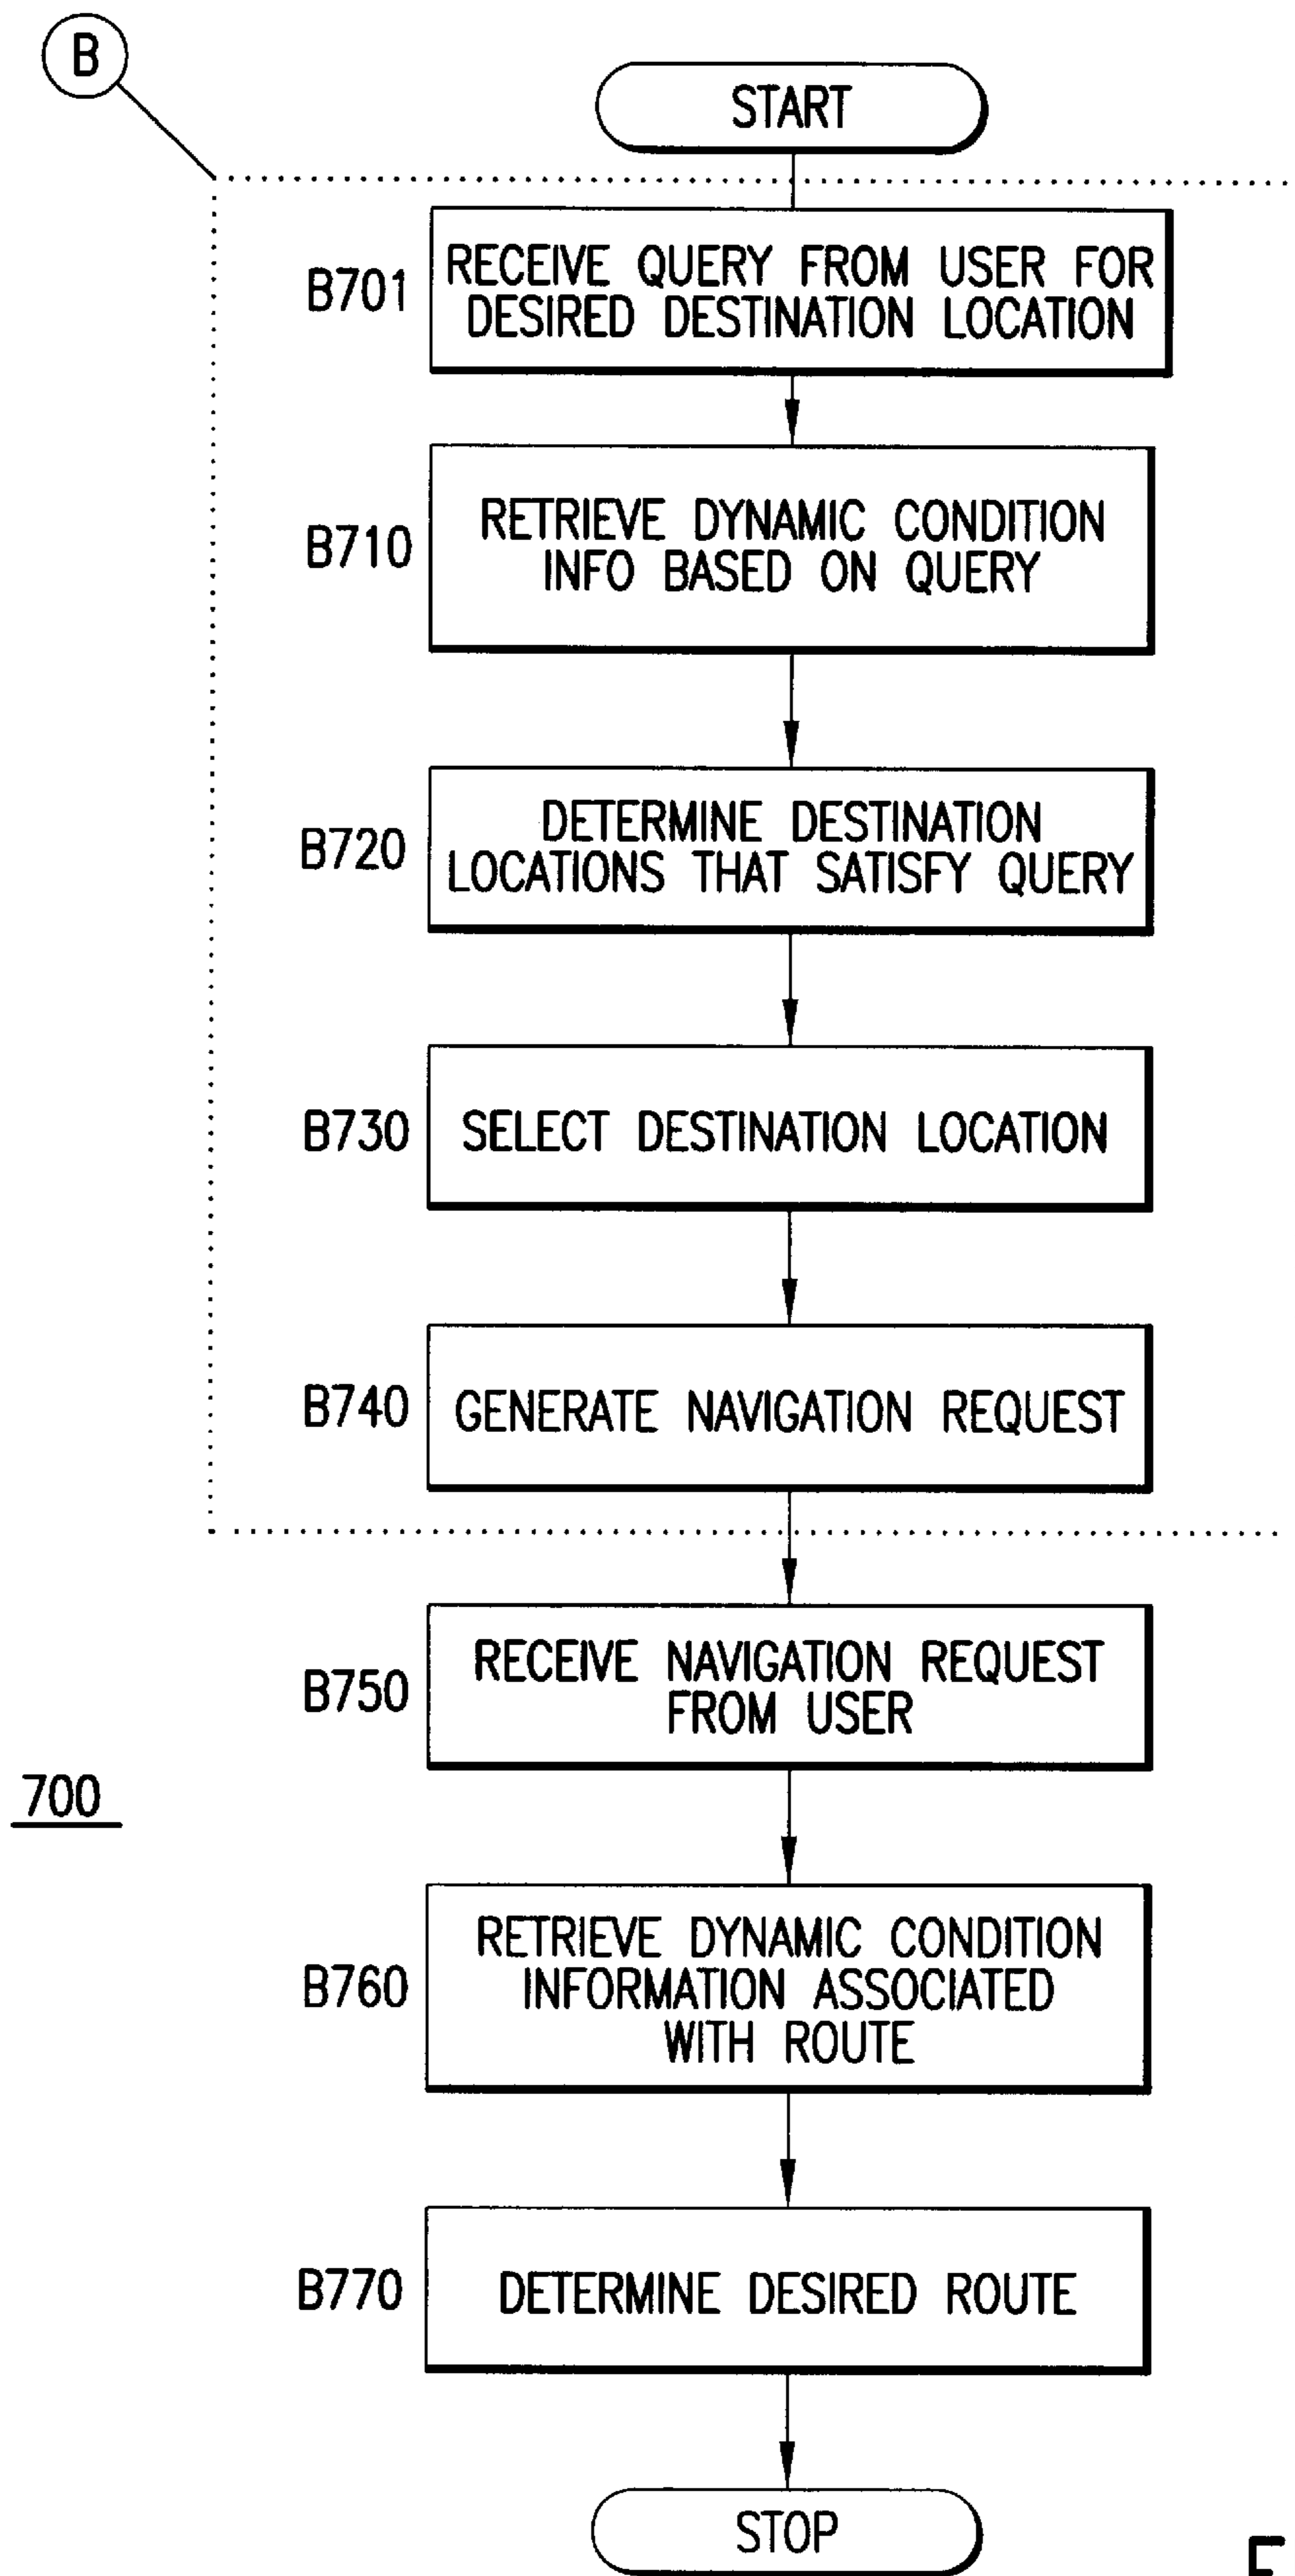 B
START
B701
RECEIVE QUERY FROM USER FOR
DESIRED DESTINATION LOCATION
B710
RETRIEVE DYNAMIC CONDITION
INFO BASED ON QUERY
B720
DETERMINE DESTINATION
LOCATIONS THAT SATISFY QUERY
B730
SELECT DESTINATION LOCATION
B740
GENERATE NAVIGATION REQUEST
B750
RECEIVE NAVIGATION REQUEST
FROM USER
700
B760
RETRIEVE DYNAMIC CONDITION
INFORMATION ASSOCIATED
WITH ROUTE
B770
DETERMINE DESIRED ROUTE
STOP